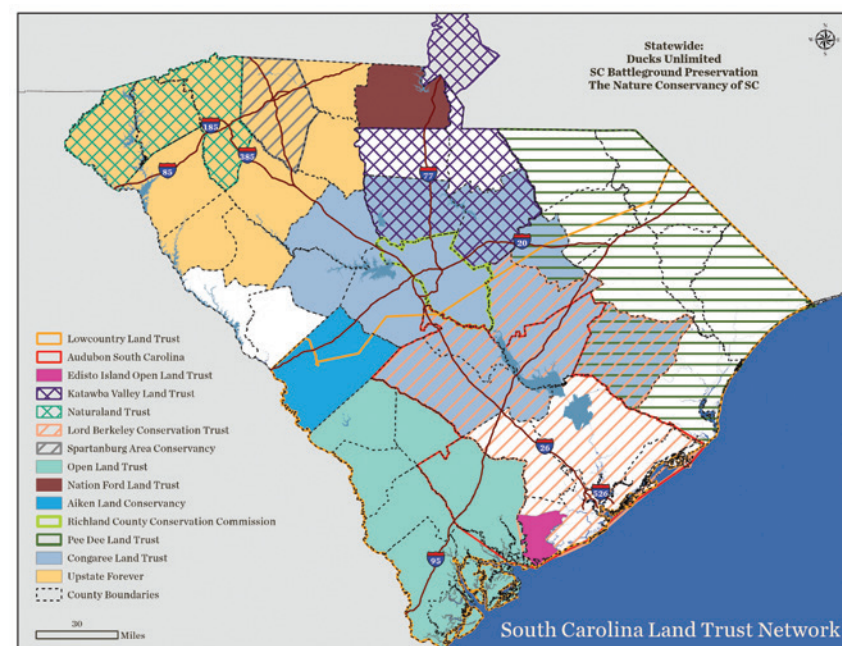 Statewide:
Ducks Unlimited
SC Battleground Preservation
The Nature Conservancy of SC
185
85
385
77
20
26
526
95
Lowcountry Land Trust
Audubon South Carolina
Edisto Island Open Land Trust
Katawba Valley Land Trust
Naturaland Trust
Lord Berkeley Conservation Trust
Spartanburg Area Conservancy
Open Land Trust
Nation Ford Land Trust
Aiken Land Conservancy
Richland County Conservation Commission
Pee Dee Land Trust
Congaree Land Trust
Upstate Forever
County Boundaries
30
Miles
South Carolina Land Trust Network